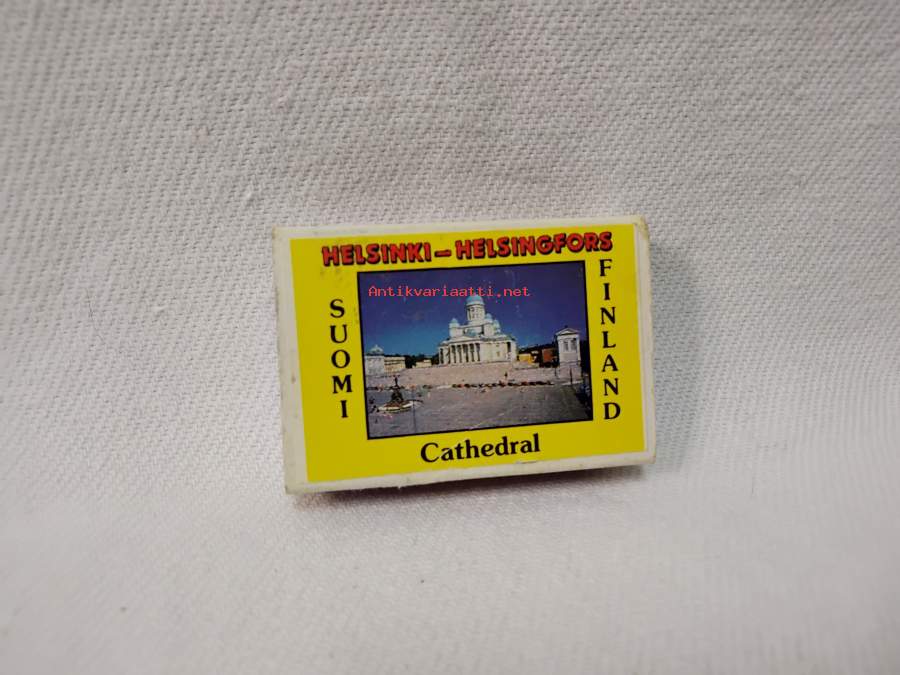 HELSINKI – HELSINGFORS
Antikvariaatti.net
SUOMI
FINLAND
Cathedral